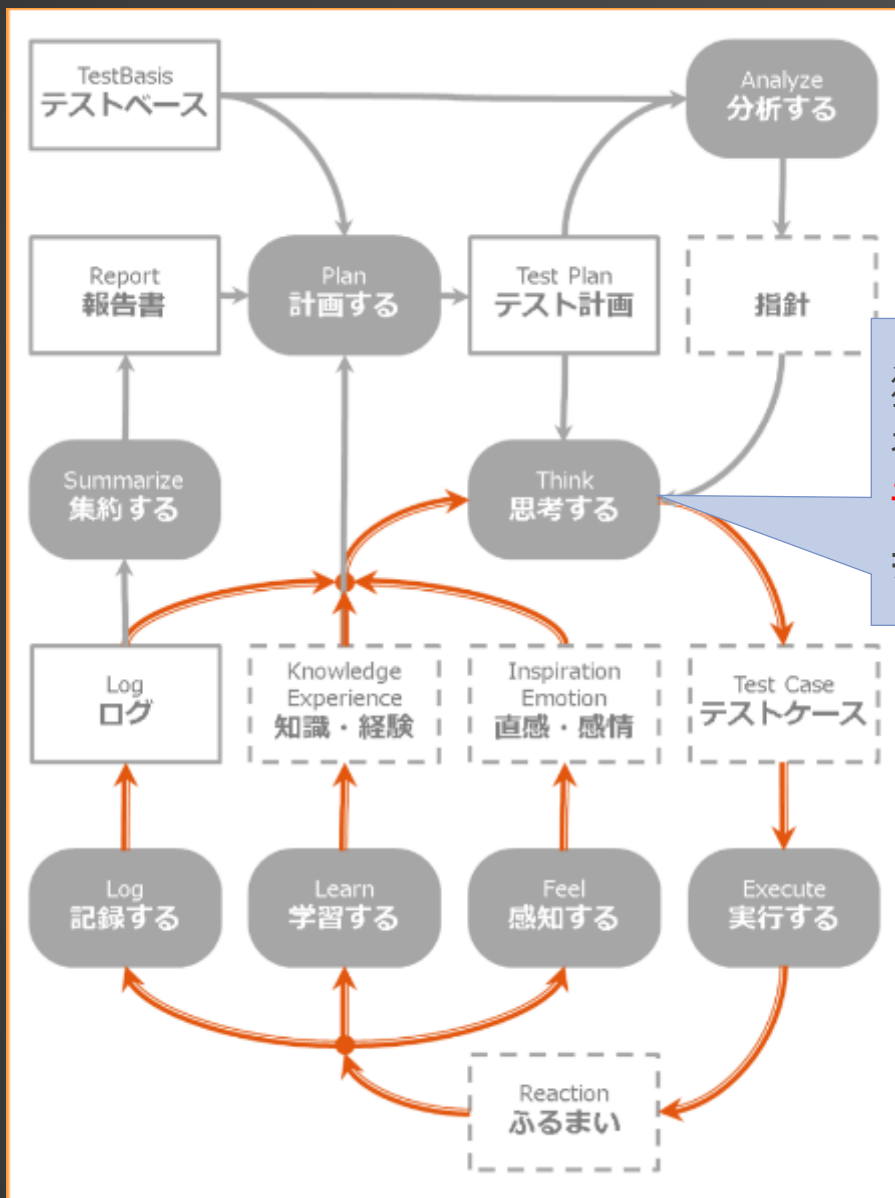 TestBasis
テストベース
Analyze
分析する
Report
報告書
Plan
計画する
Test Plan
テスト計画
指針
Summarize
集約する
Think
思考する
Log
ログ
Knowledge
Experience
知識・経験
Inspiration
Emotion
直感・感情
Test Case
テストケース
Log
記録する
Learn
学習する
Feel
感知する
Execute
実行する
Reaction
ふるまい